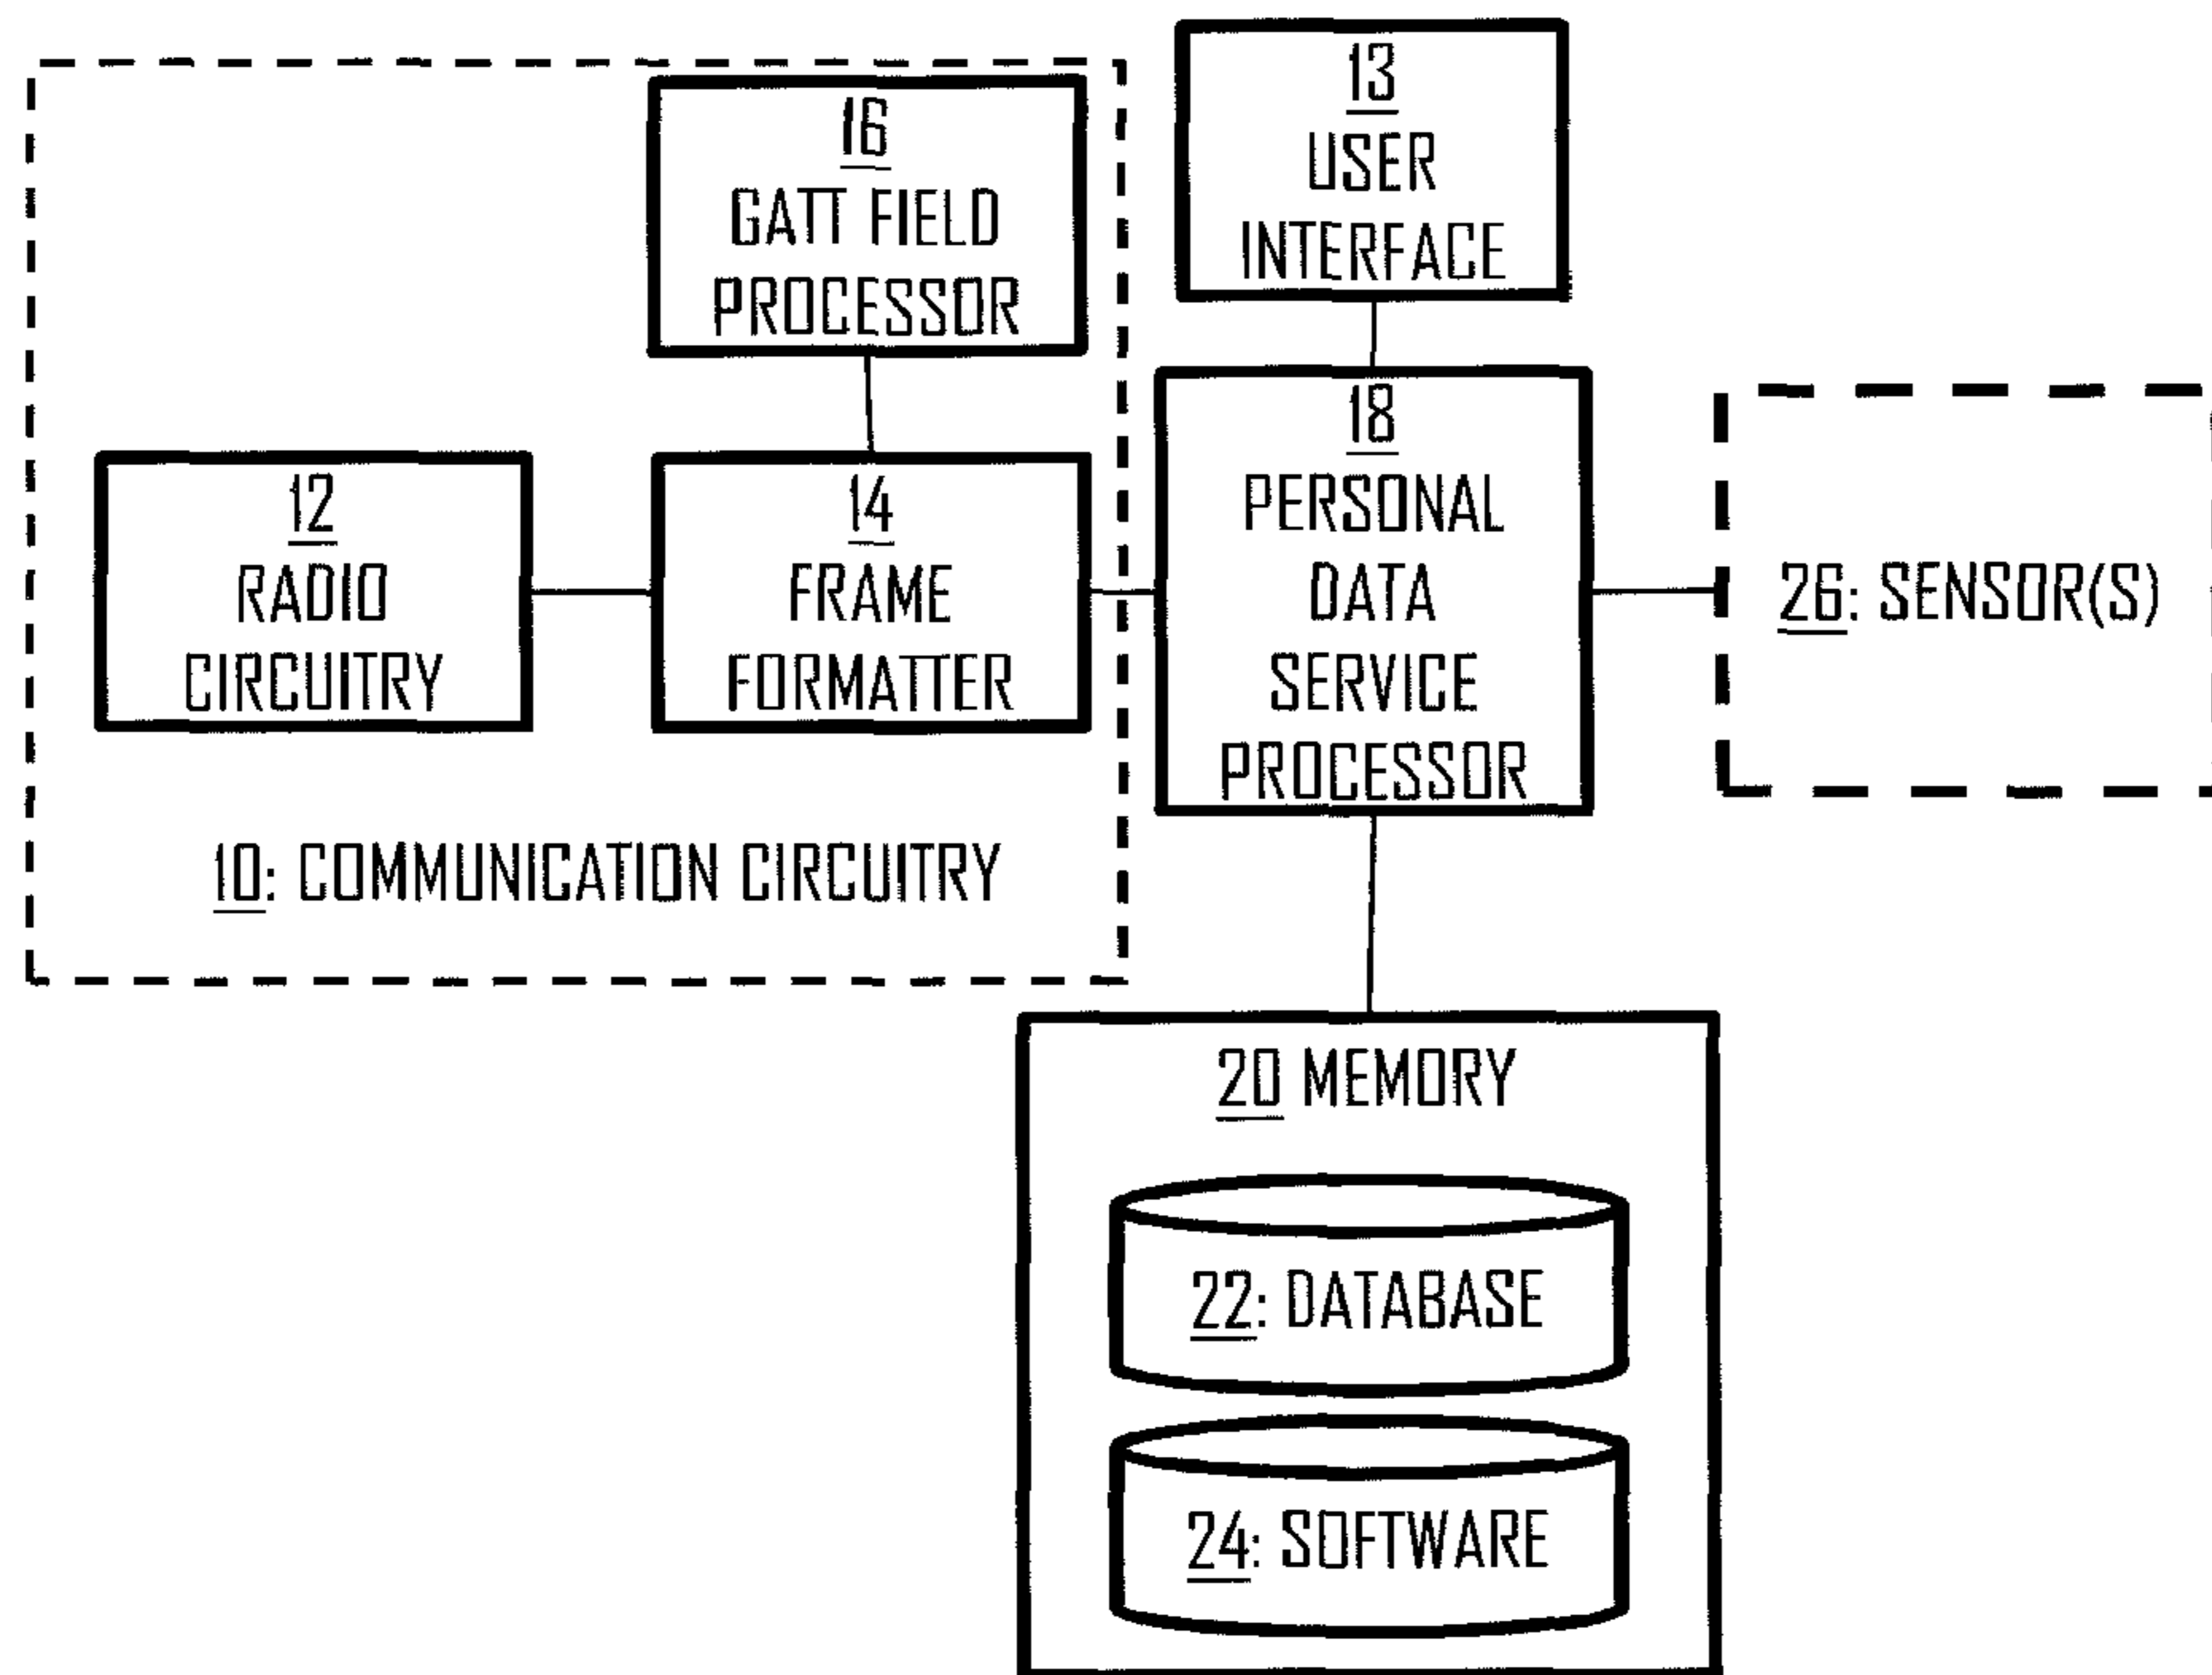 16
GATT FIELD
PROCESSOR
13
USER
INTERFACE
12
RADIO
CIRCUITRY
14
FRAME
FORMATTER
18
PERSONAL
DATA
SERVICE
PROCESSOR
26: SENSOR(S)
10: COMMUNICATION CIRCUITRY
20 MEMORY
22: DATABASE
24: SOFTWARE